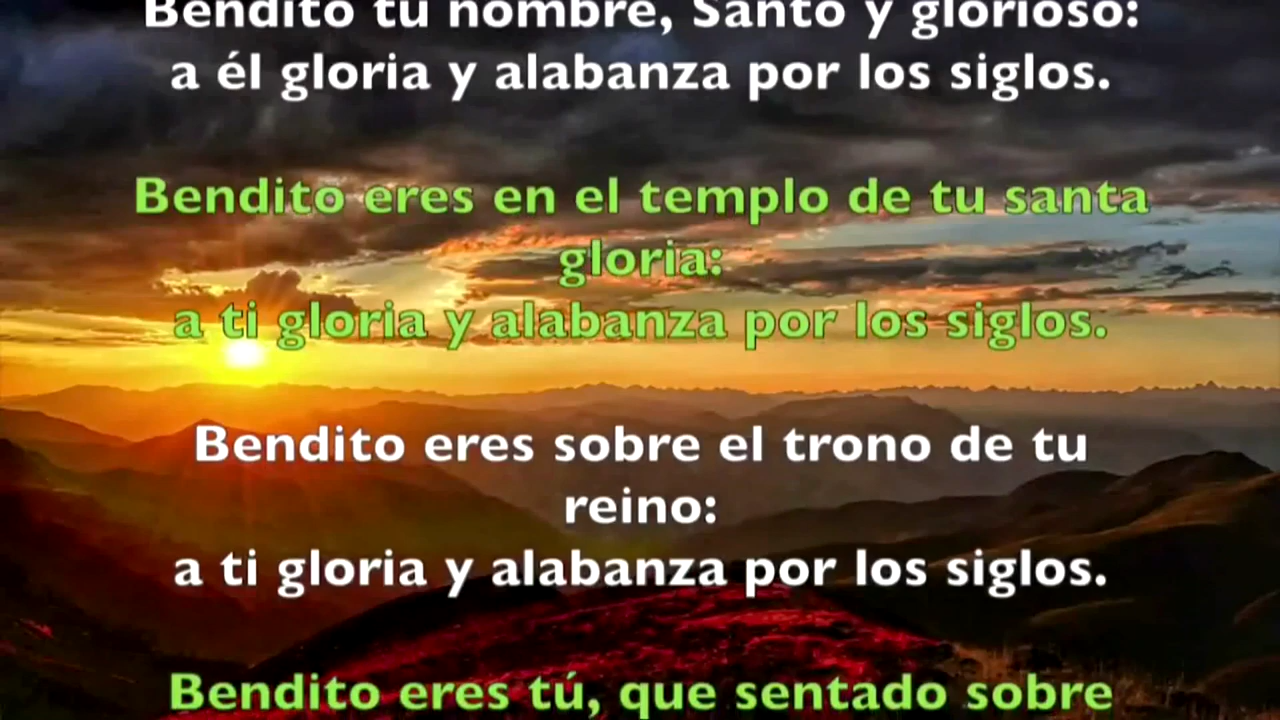 Bendito tu nombre, Santo y glorioso:
a él gloria y alabanza por los siglos.
Bendito eres en el templo de tu santa
gloria:
a ti gloria y alabanza por los siglos.
Bendito eres sobre el trono de tu
reino:
a ti gloria y alabanza por los siglos.
Bendito eres tú, que sentado sobre